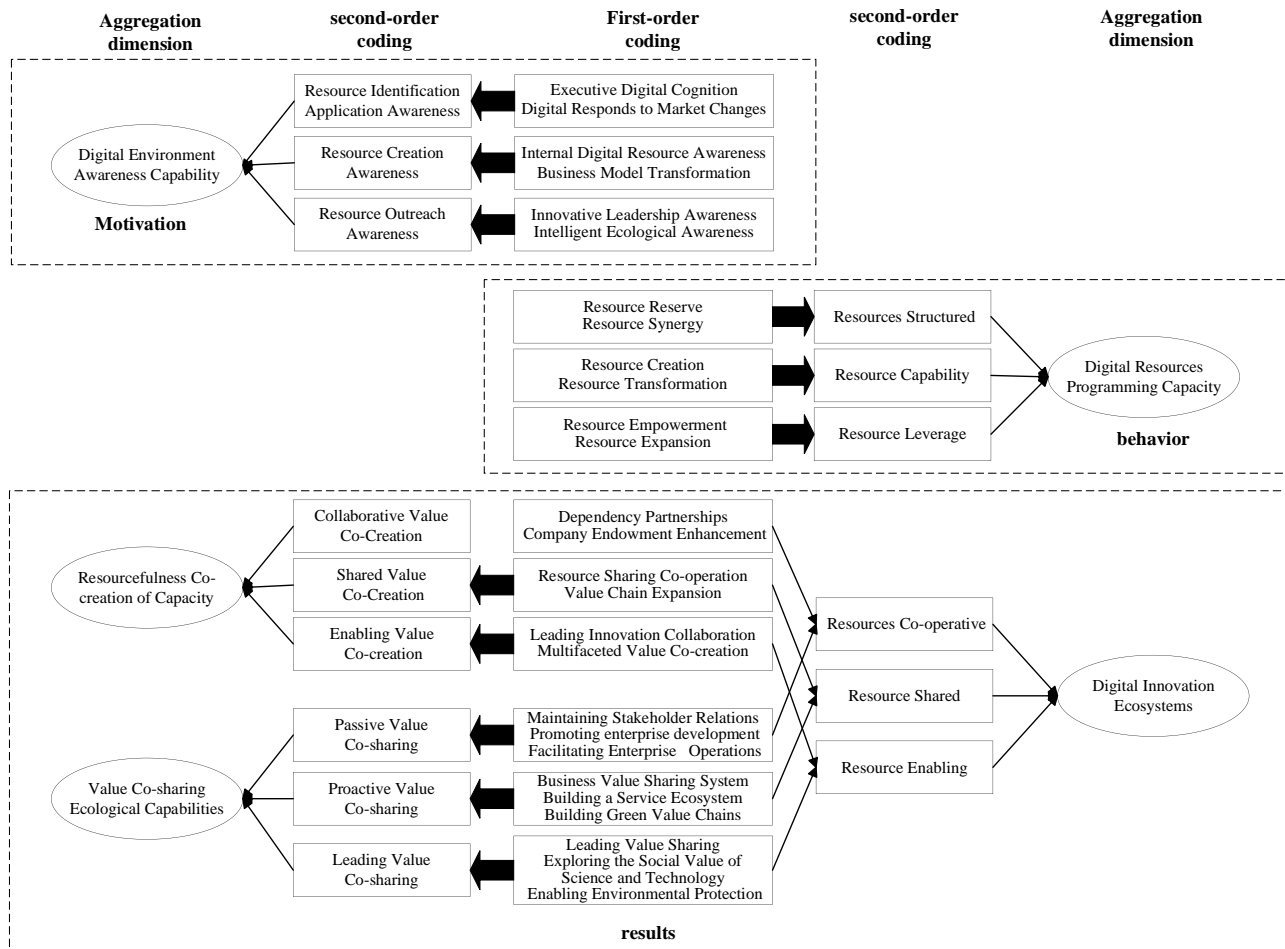 Aggregation
dimension
second-order
coding
First-order
coding
second-order
coding
Aggregation
dimension
Digital Environment
Awareness Capability
Motivation
Resource Identification
Application Awareness
Executive Digital Cognition
Digital Responds to Market Changes
Resource Creation
Awareness
Internal Digital Resource Awareness
Business Model Transformation
Resource Outreach
Awareness
Innovative Leadership Awareness
Intelligent Ecological Awareness
Resource Reserve
Resource Synergy
Resources Structured
Resource Creation
Resource Transformation
Resource Capability
Resource Empowerment
Resource Expansion
Resource Leverage
Digital Resources
Programming Capacity
behavior
Resourcefulness Co-
creation of Capacity
Collaborative Value
Co-Creation
Dependency Partnerships
Company Endowment Enhancement
Shared Value
Co-Creation
Resource Sharing Co-operation
Value Chain Expansion
Enabling Value
Co-creation
Leading Innovation Collaboration
Multifaceted Value Co-creation
Value Co-sharing
Ecological Capabilities
Passive Value
Co-sharing
Maintaining Stakeholder Relations
Promoting enterprise development
Facilitating Enterprise Operations
Proactive Value
Co-sharing
Business Value Sharing System
Building a Service Ecosystem
Building Green Value Chains
Leading Value
Co-sharing
Leading Value Sharing
Exploring the Social Value of
Science and Technology
Enabling Environmental Protection
Resources Co-operative
Resource Shared
Resource Enabling
Digital Innovation
Ecosystems
results